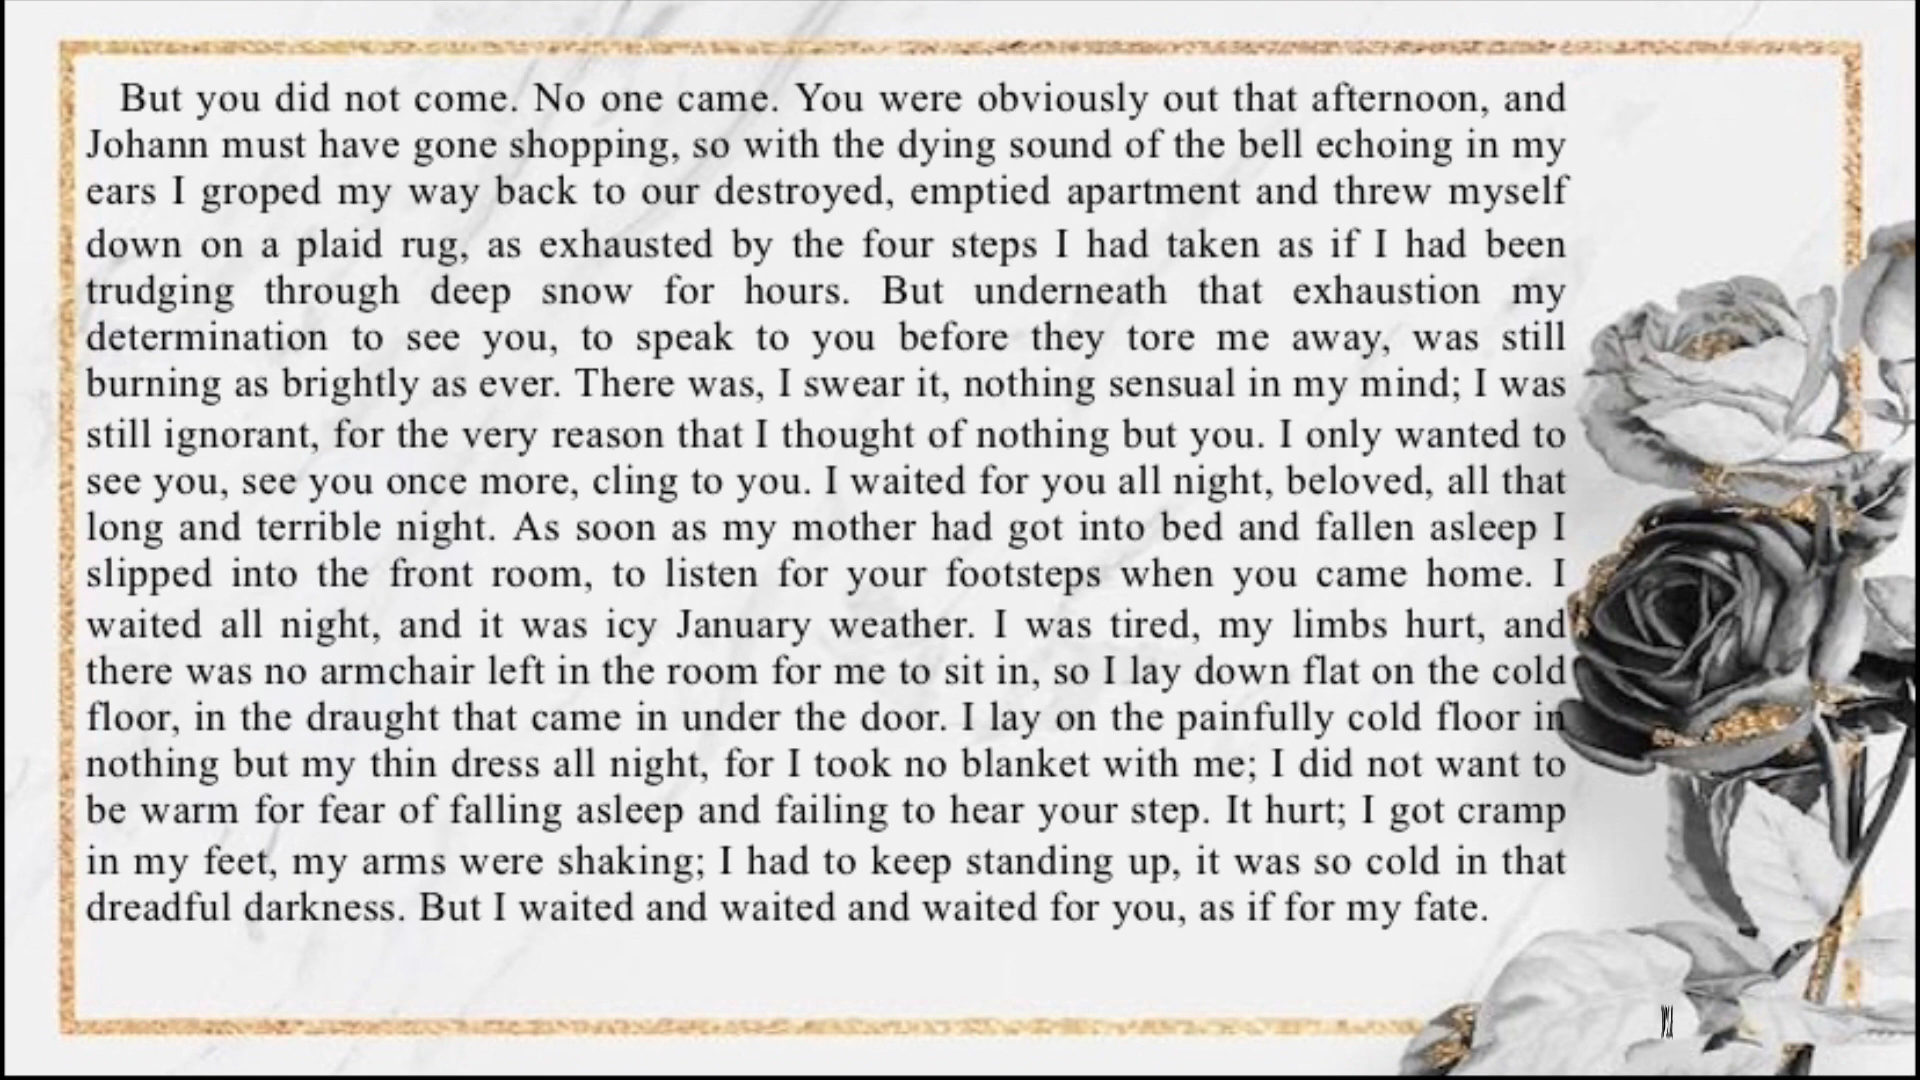 But you did not come. No one came. You were obviously out that afternoon, and
Johann must have gone shopping, so with the dying sound of the bell echoing in my
ears I groped my way back to our destroyed, emptied apartment and threw myself
down on a plaid rug, as exhausted by the four steps I had taken as if I had been
trudging through deep snow for hours. But underneath that exhaustion my
determination to see you, to speak to you before they tore me away, was still
burning as brightly as ever. There was, I swear it, nothing sensual in my mind; I was
still ignorant, for the very reason that I thought of nothing but you. I only wanted to
see you, see you once more, cling to you. I waited for you all night, beloved, all that
long and terrible night. As soon as my mother had got into bed and fallen asleep I
slipped into the front room, to listen for your footsteps when you came home. I
waited all night, and it was icy January weather. I was tired, my limbs hurt, and
there was no armchair left in the room for me to sit in, so I lay down flat on the cold
floor, in the draught that came in under the door. I lay on the painfully cold floor in
nothing but my thin dress all night, for I took no blanket with me; I did not want to
be warm for fear of falling asleep and failing to hear your step. It hurt; I got cramp
in my feet, my arms were shaking; I had to keep standing up, it was so cold in that
dreadful darkness. But I waited and waited and waited for you, as if for my fate.